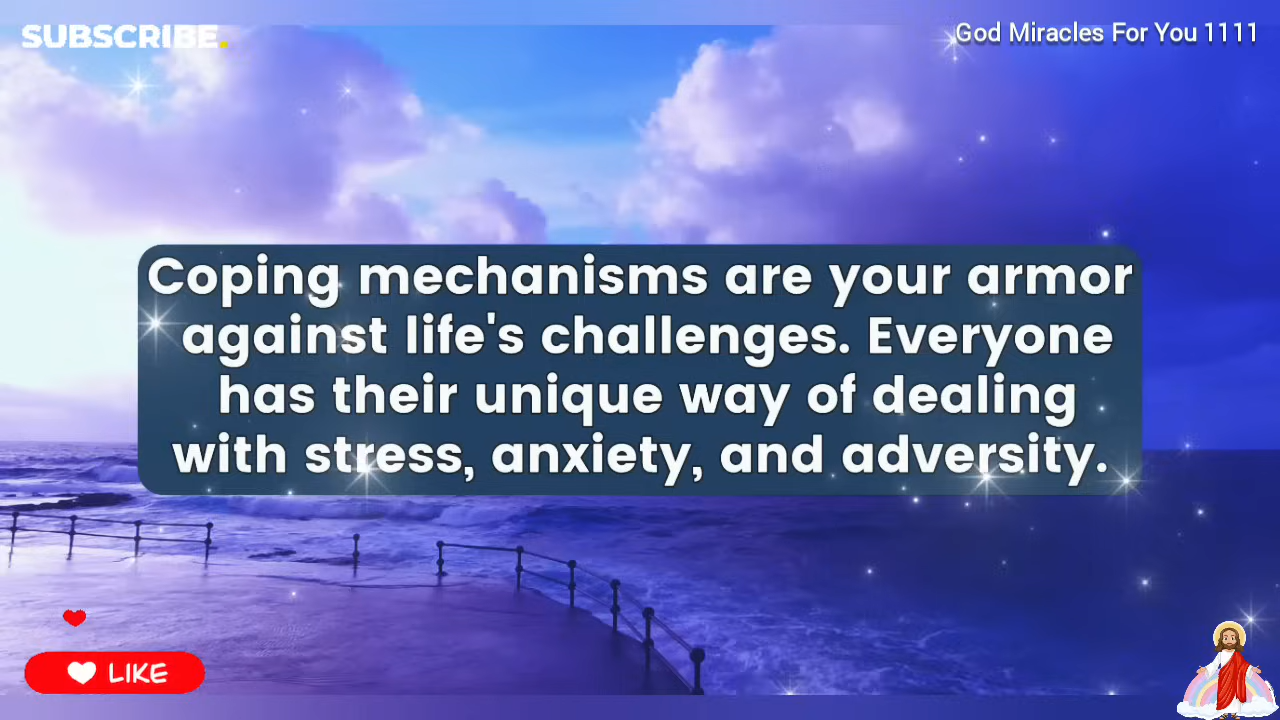 SUBSCRIBE.
God Miracles For You 1111
Coping mechanisms are your armor
against life's challenges. Everyone
has their unique way of dealing
with stress, anxiety, and adversity.
LIKE